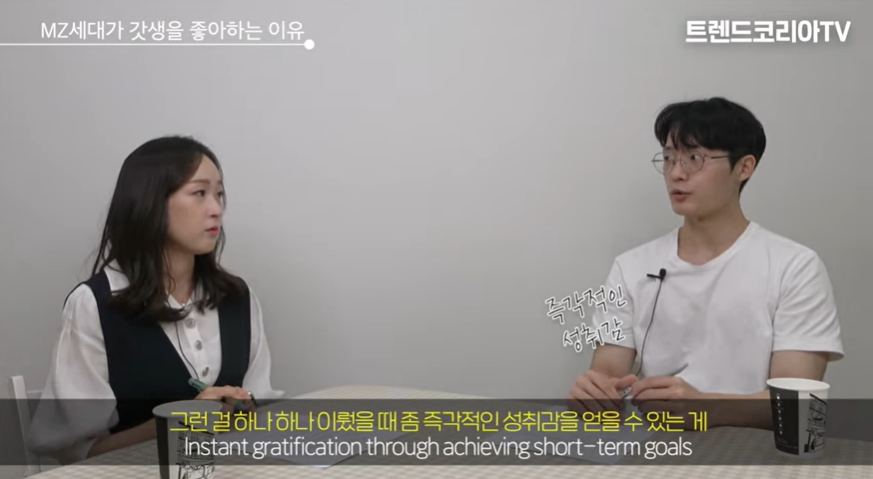 MZ세대가 갓생을 좋아하는 이유
트렌드코리아TV
즉각적인
성취감
그런 걸 하나 하나 이뤘을 때 좀 즉각적인 성취감을 얻을 수 있는 게
Instant gratification through achieving short-term goals